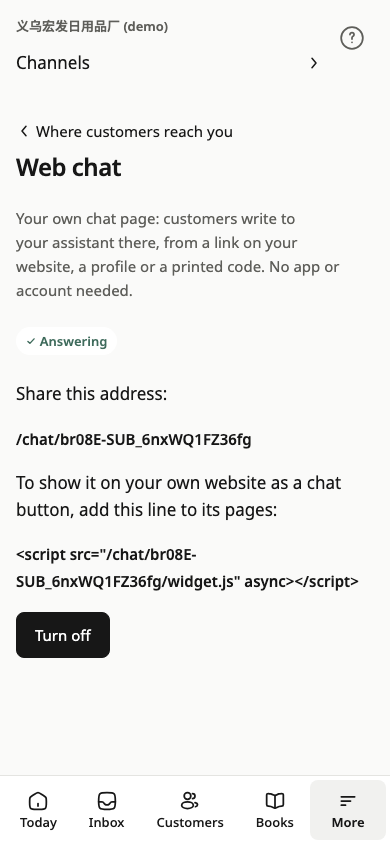 义乌宏发日用品厂 (demo)
Channels
Where customers reach you
Web chat
Your own chat page: customers write to
your assistant there, from a link on your
website, a profile or a printed code. No app or
account needed.
Answering
Share this address:
/chat/br08E-SUB_6nxWQ1FZ36fg
To show it on your own website as a chat
button, add this line to its pages:
<script src="/chat/br08E-
SUB_6nxWQ1FZ36fg/widget.js" async></script>
Turn off
Today
Inbox
Customers
Books
More